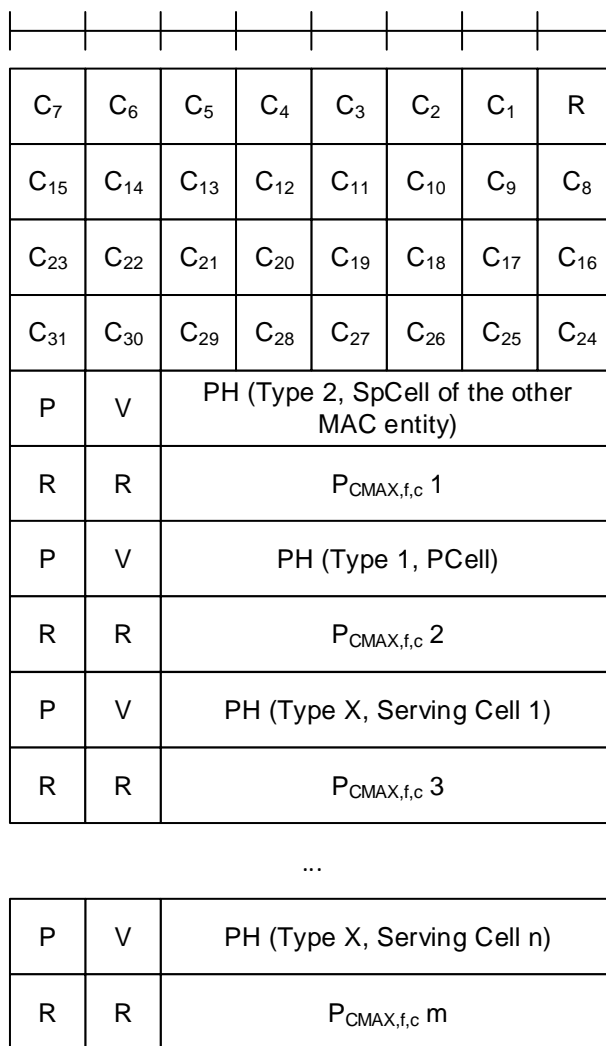 C7 C6 C5 C4 C3 C2 C1 R
C15 C14 C13 C12 C11 C10 C9 C8
C23 C22 C21 C20 C19 C18 C17 C16
C31 C30 C29 C28 C27 C26 C25 C24
P V PH (Type 2, SpCell of the other
MAC entity)
R R PCMAX,f,c 1
P V PH (Type 1, PCell)
R R PCMAX,f,c 2
P V PH (Type X, Serving Cell 1)
R R PCMAX,f,c 3
...
P V PH (Type X, Serving Cell n)
R R PCMAX,f,c m